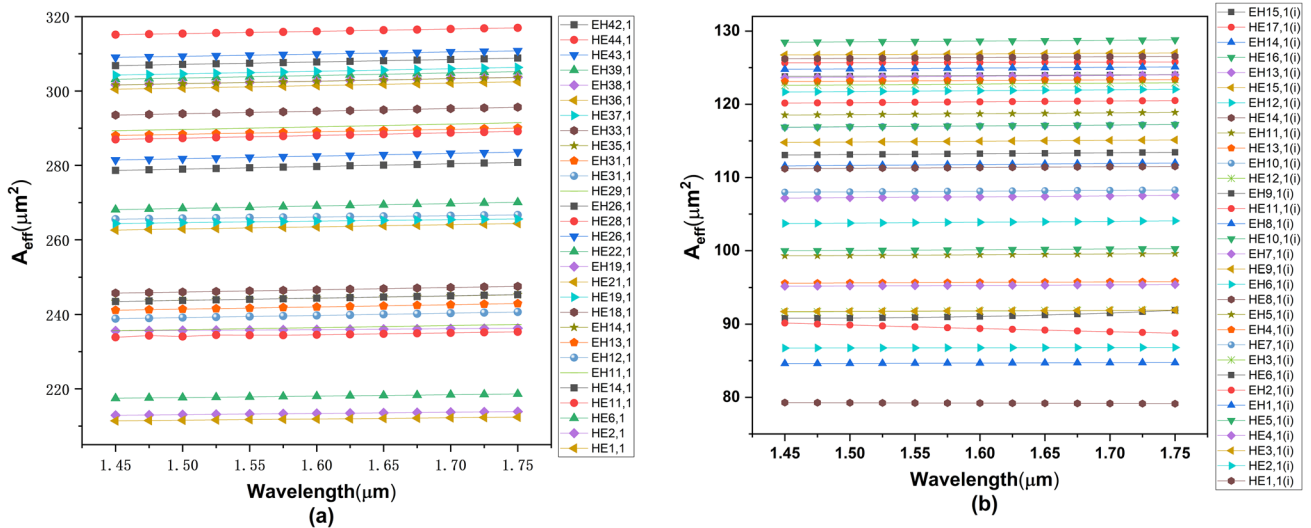 320
300
280
260
240
220
A_eff(μm²)
1.45
1.50
1.55
1.60
1.65
1.70
1.75
Wavelength(μm)
(a)
EH42,1
HE44,1
HE43,1
EH39,1
EH38,1
EH36,1
HE37,1
EH33,1
HE35,1
EH31,1
HE31,1
HE29,1
EH26,1
HE28,1
HE26,1
HE22,1
EH19,1
HE21,1
HE19,1
HE18,1
EH14,1
EH13,1
EH12,1
EH11,1
HE14,1
HE11,1
HE6,1
HE2,1
HE1,1
130
120
110
100
90
80
A_eff(μm²)
1.45
1.50
1.55
1.60
1.65
1.70
1.75
Wavelength(μm)
(b)
EH15,1(i)
HE17,1(i)
EH14,1(i)
HE16,1(i)
EH13,1(i)
HE15,1(i)
EH12,1(i)
HE14,1(i)
EH11,1(i)
HE13,1(i)
EH10,1(i)
HE12,1(i)
EH9,1(i)
HE11,1(i)
EH8,1(i)
HE10,1(i)
EH7,1(i)
HE9,1(i)
EH6,1(i)
HE8,1(i)
EH5,1(i)
EH4,1(i)
HE7,1(i)
EH3,1(i)
HE6,1(i)
EH2,1(i)
EH1,1(i)
HE5,1(i)
HE4,1(i)
HE3,1(i)
HE2,1(i)
HE1,1(i)